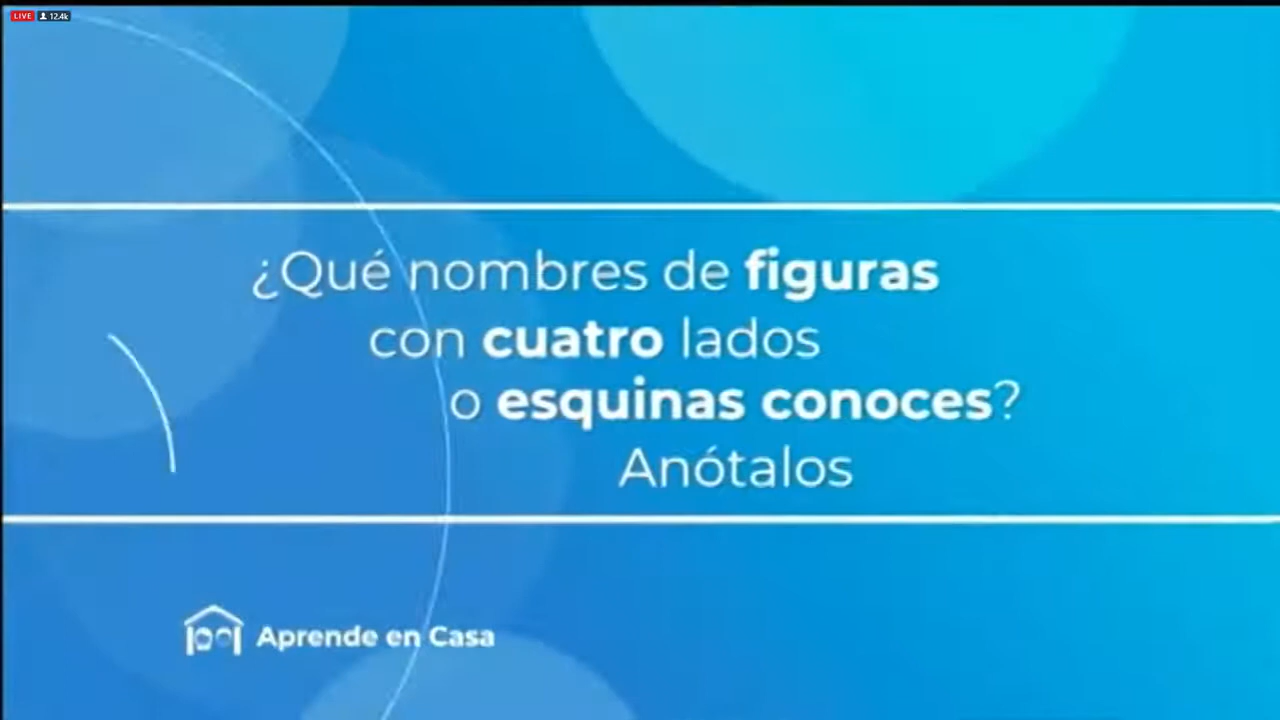 LIVE 12.4k
¿Qué nombres de figuras
con cuatro lados
o esquinas conoces?
Anótalos
Aprende en Casa